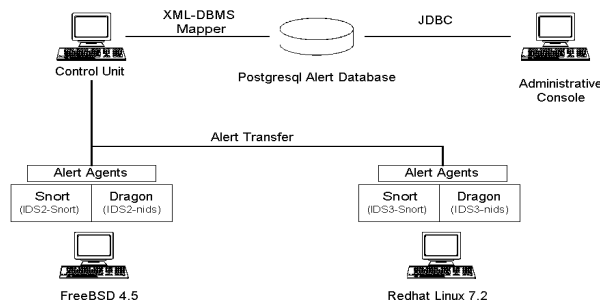 XML-DBMS
Mapper
JDBC
Control Unit
Postgresql Alert Database
Administrative
Console
Alert Transfer
Alert Agents
Alert Agents
Snort
(IDS2-Snort)
Dragon
(IDS2-nids)
Snort
(IDS3-Snort)
Dragon
(IDS3-nids)
FreeBSD 4.5
Redhat Linux 7.2